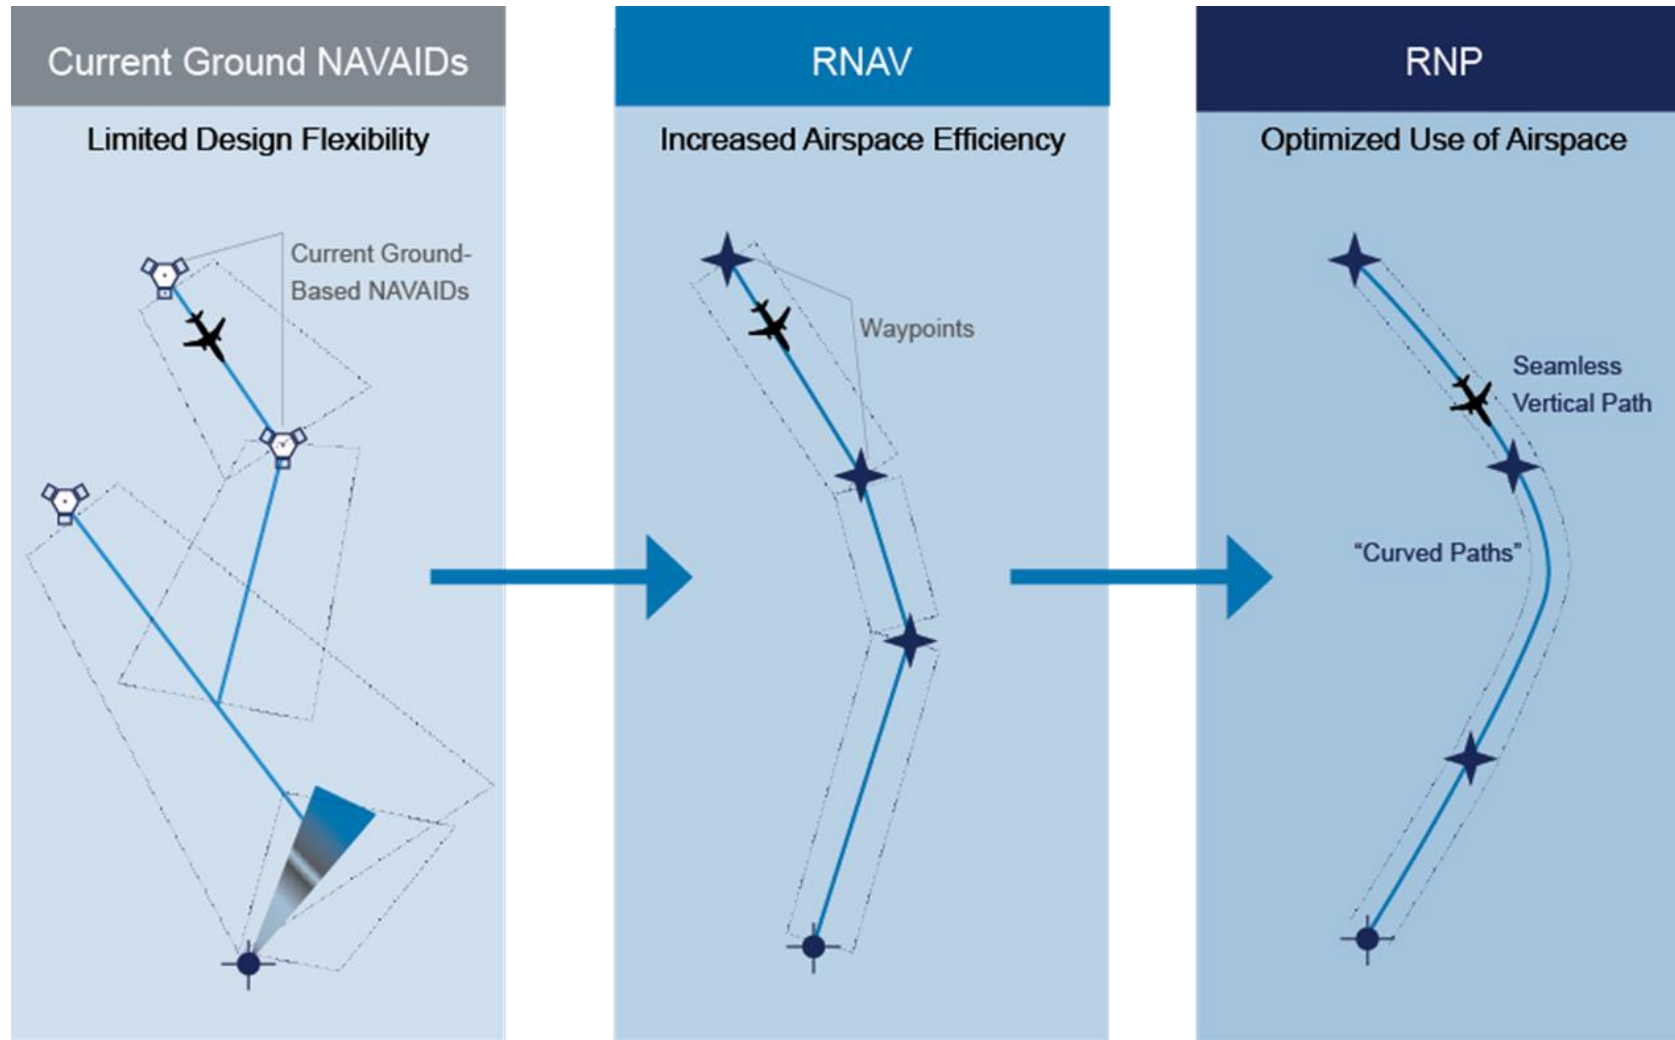 Current Ground NAVAIDs
Limited Design Flexibility
Current Ground-
Based NAVAIDs
RNAV
Increased Airspace Efficiency
Waypoints
RNP
Optimized Use of Airspace
Seamless
Vertical Path
“Curved Paths”